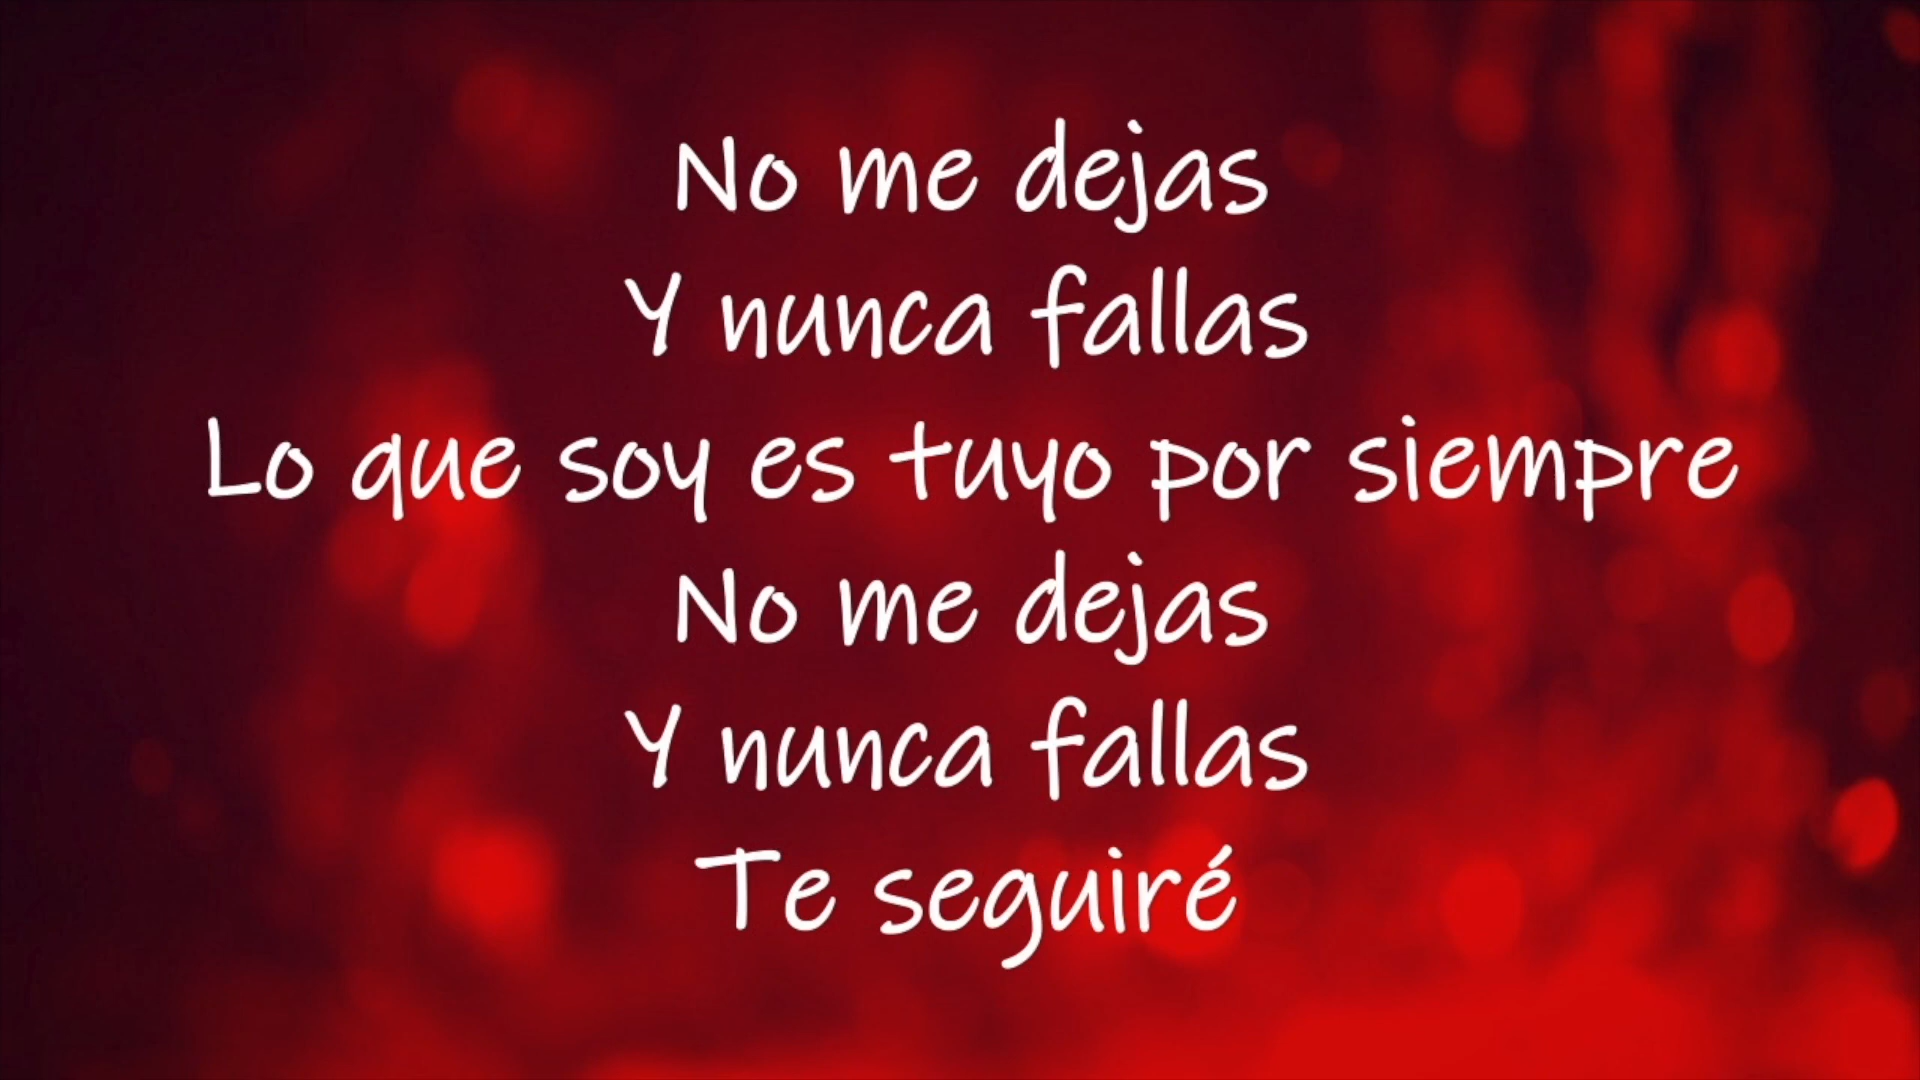 No me dejas
Y nunca fallas
Lo que soy es tuyo por siempre
No me dejas
Y nunca fallas
Te seguiré